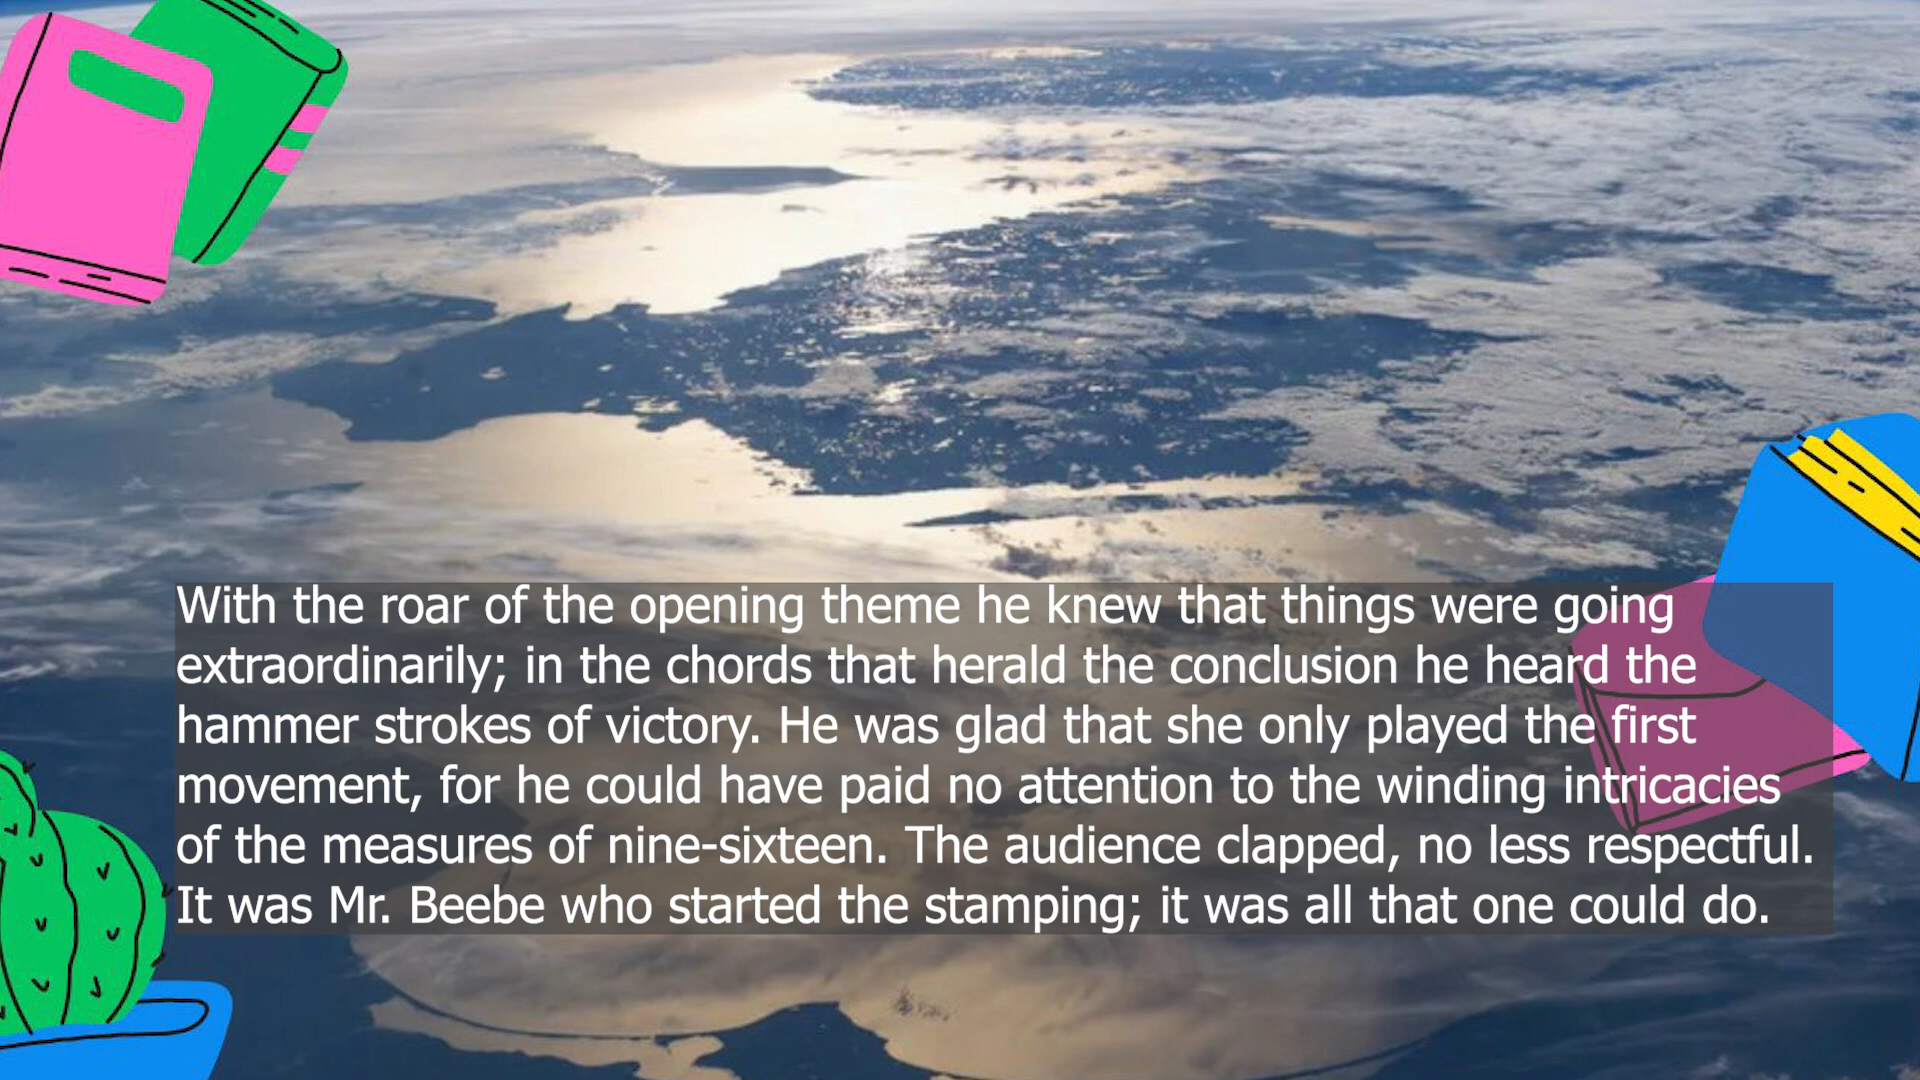 With the roar of the opening theme he knew that things were going
extraordinarily; in the chords that herald the conclusion he heard the
hammer strokes of victory. He was glad that she only played the first
movement, for he could have paid no attention to the winding intricacies
of the measures of nine-sixteen. The audience clapped, no less respectful.
It was Mr. Beebe who started the stamping; it was all that one could do.